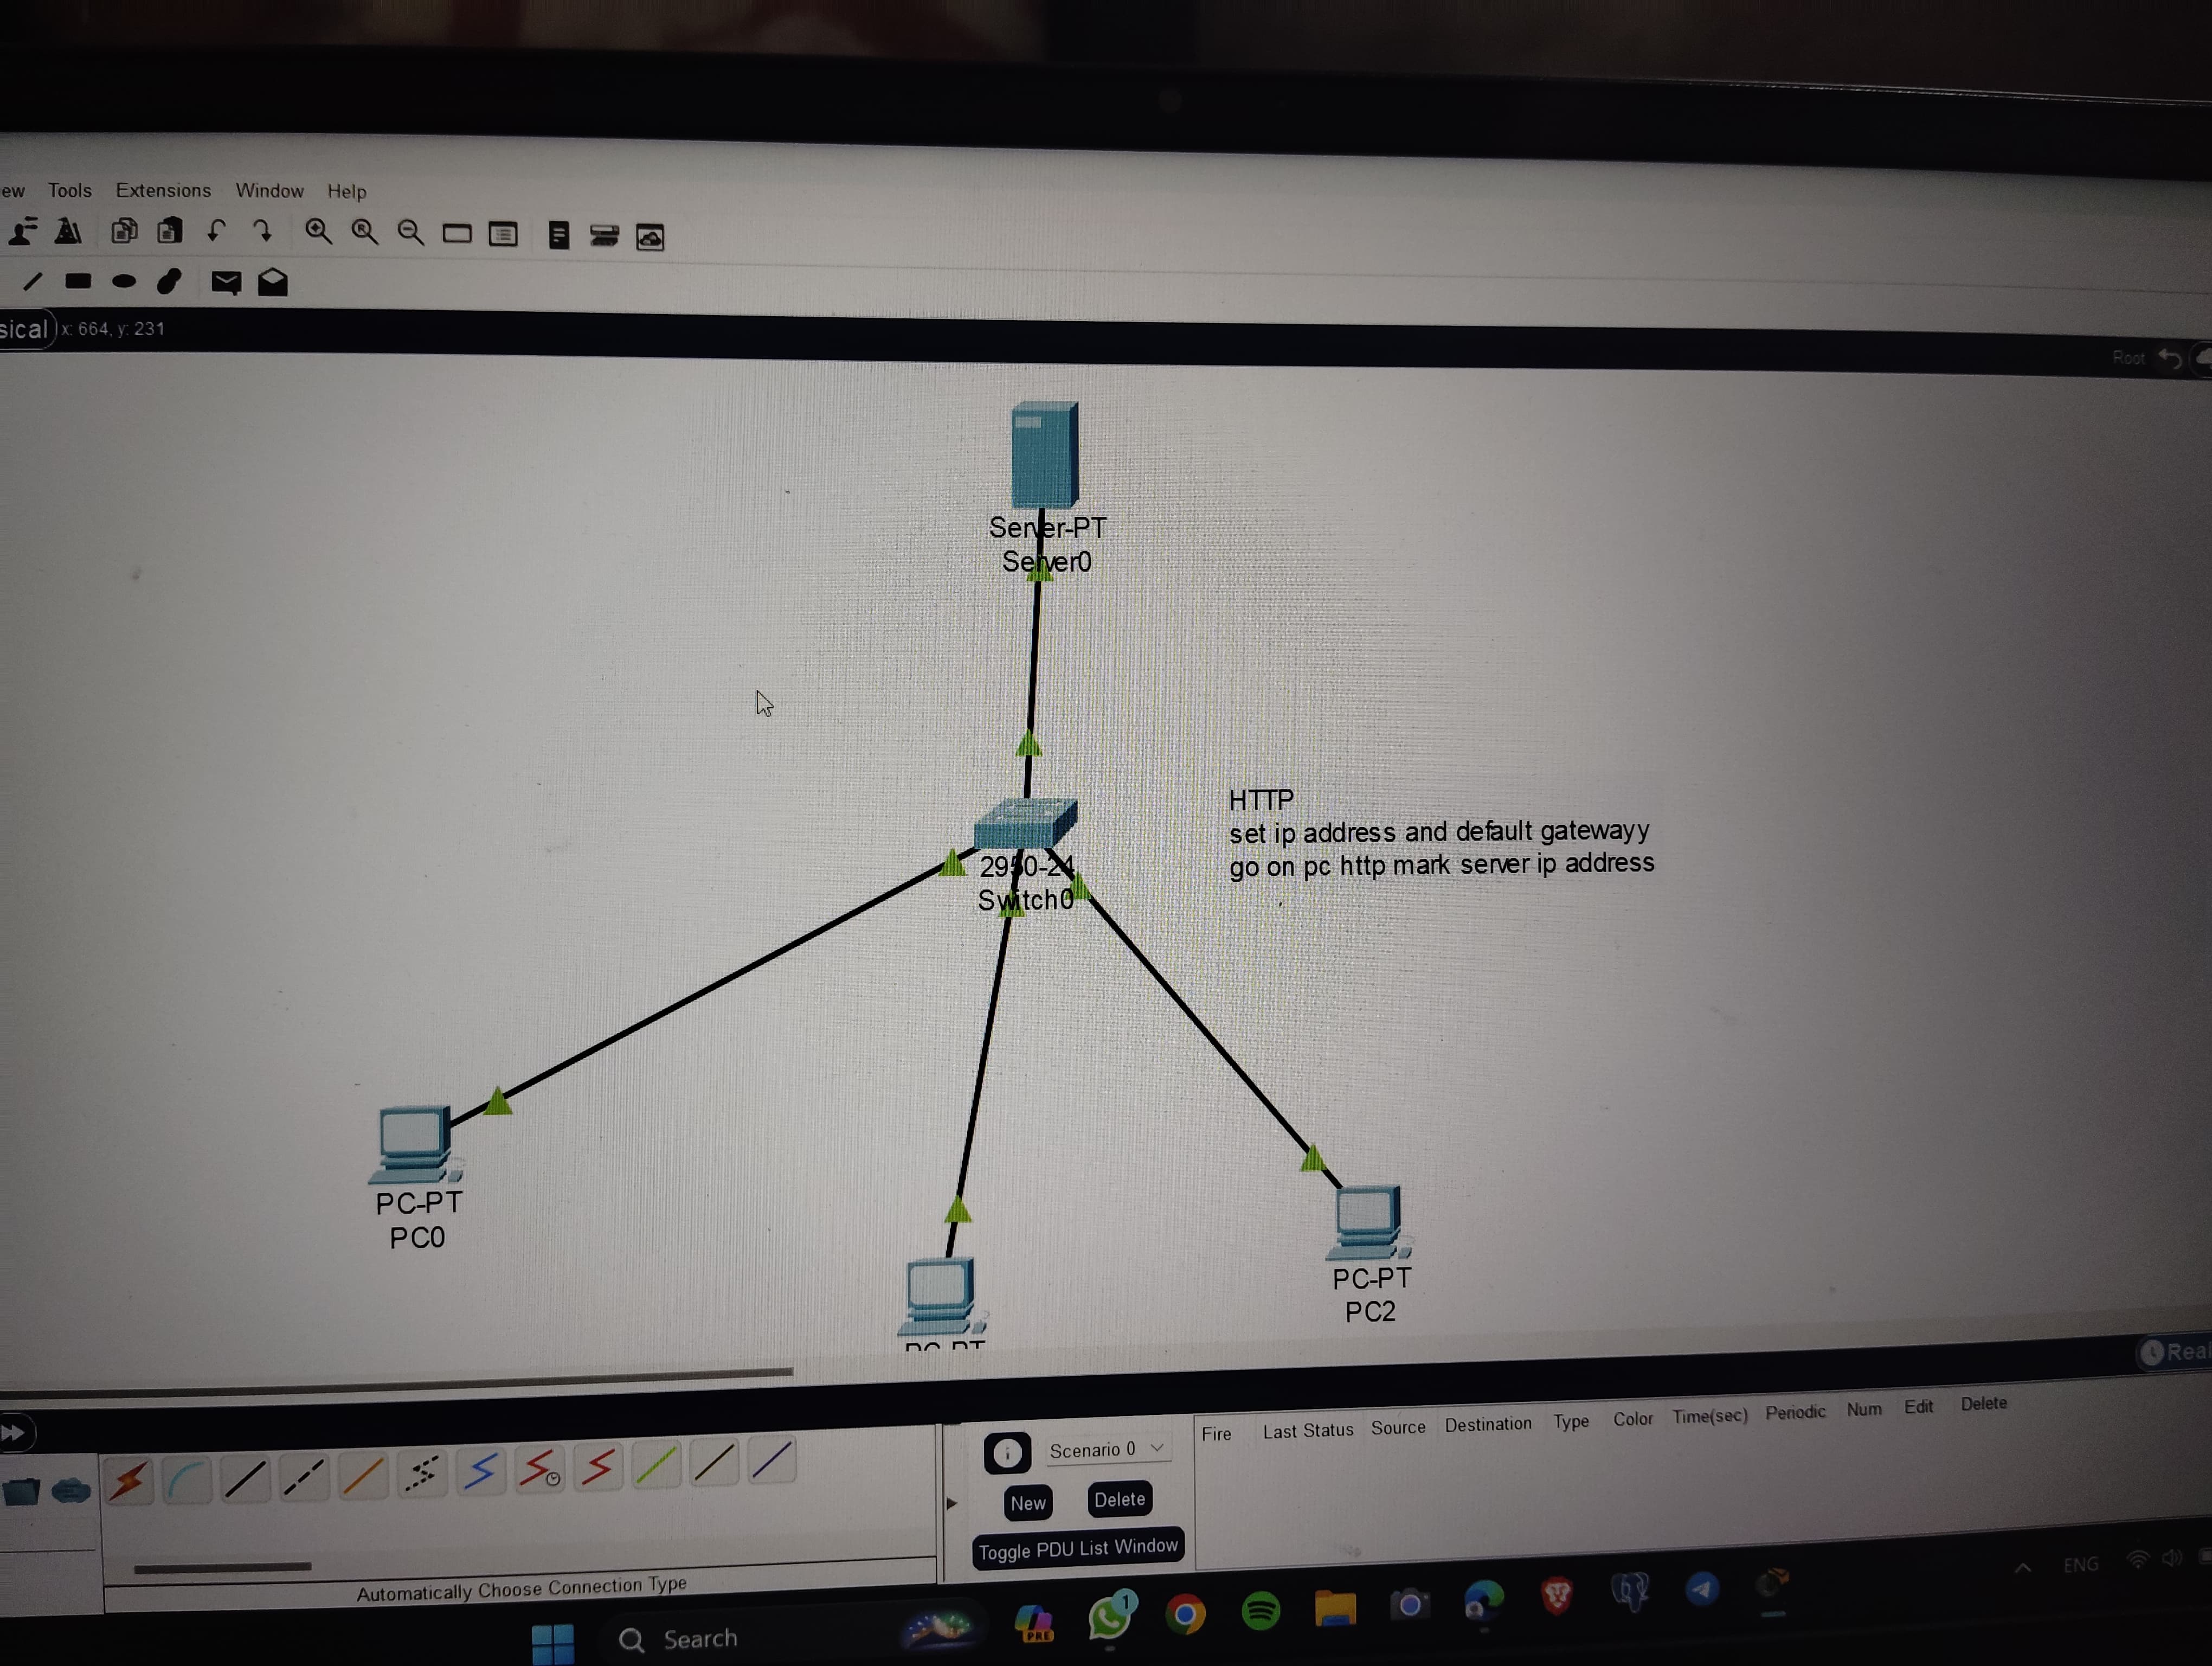 ew Tools Extensions Window Help
sical x: 664, y: 231
Root
Server-PT
Server0
HTTP
set ip address and default gatewayy
go on pc http mark server ip address
2950-24
Switch0
PC-PT
PC0
PC-PT
PC2
PC-PT
Real
Fire Last Status Source Destination Type Color Time(sec) Periodic Num Edit Delete
Scenario 0
New Delete
Toggle PDU List Window
Automatically Choose Connection Type
Search
PRE
1
ENG